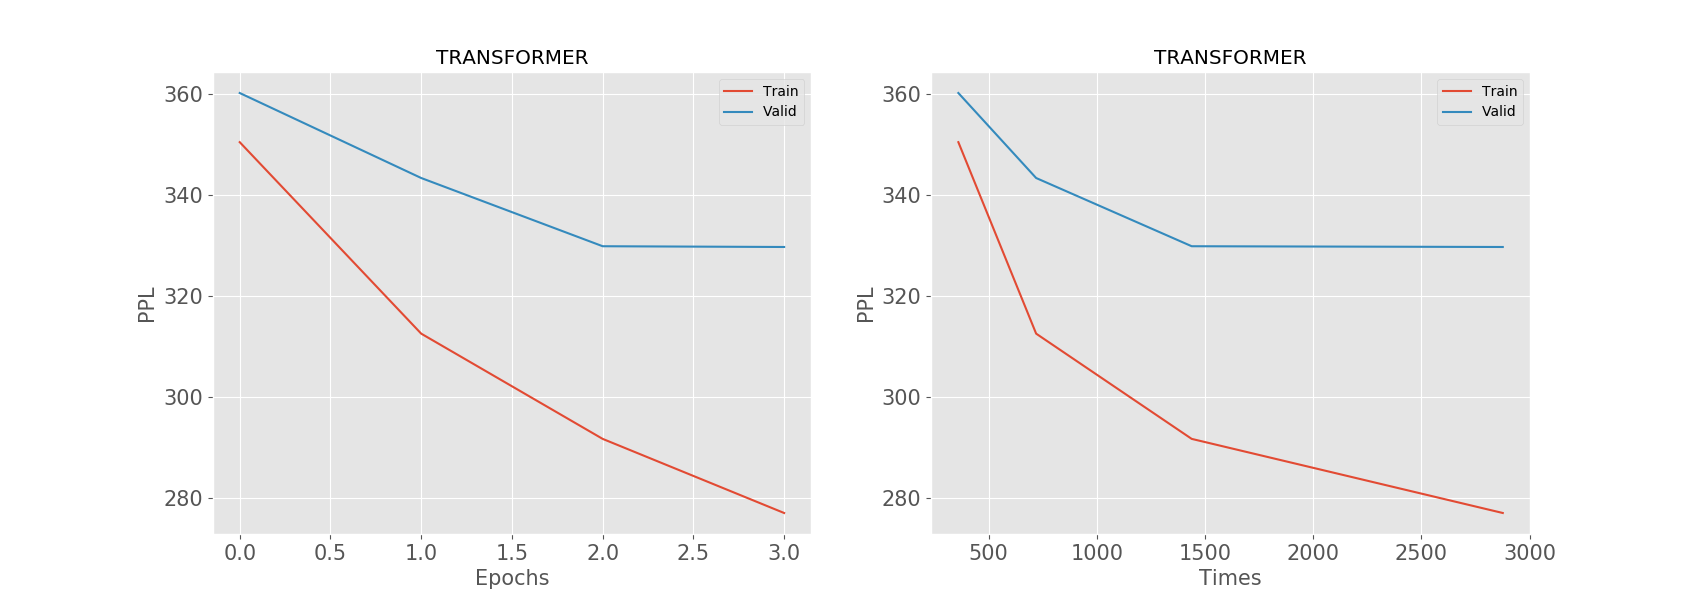 TRANSFORMER
Train
Valid
360
340
320
300
280
PPL
0.0 0.5 1.0 1.5 2.0 2.5 3.0
Epochs
TRANSFORMER
Train
Valid
360
340
320
300
280
PPL
500 1000 1500 2000 2500 3000
Times